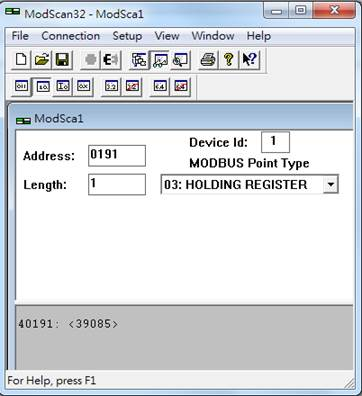 ModScan32 - ModSca1
File Connection Setup View Window Help
ModSca1
Address: 0191
Device Id: 1
MODBUS Point Type
Length: 1
03: HOLDING REGISTER
40191: <39085>
For Help, press F1